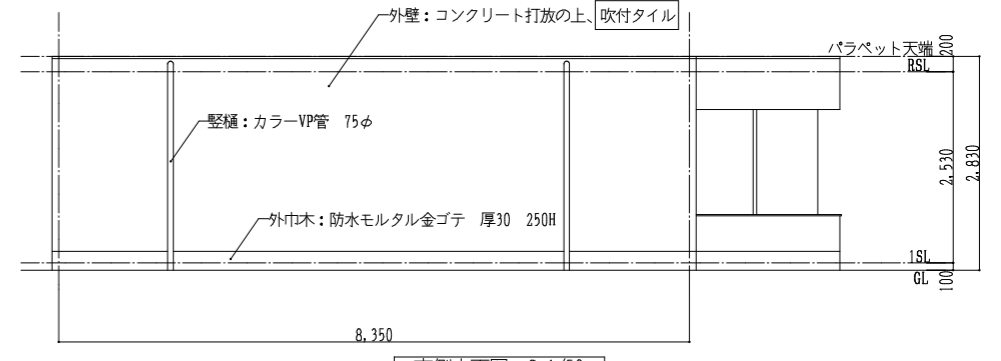 外壁：コンクリート打放の上、吹付タイル
パラペット天端
200
RSL
竪樋：カラーVP管 75φ
2,530
2,830
外巾木：防水モルタル金ゴテ 厚30 250H
1SL
GL
100
8,350